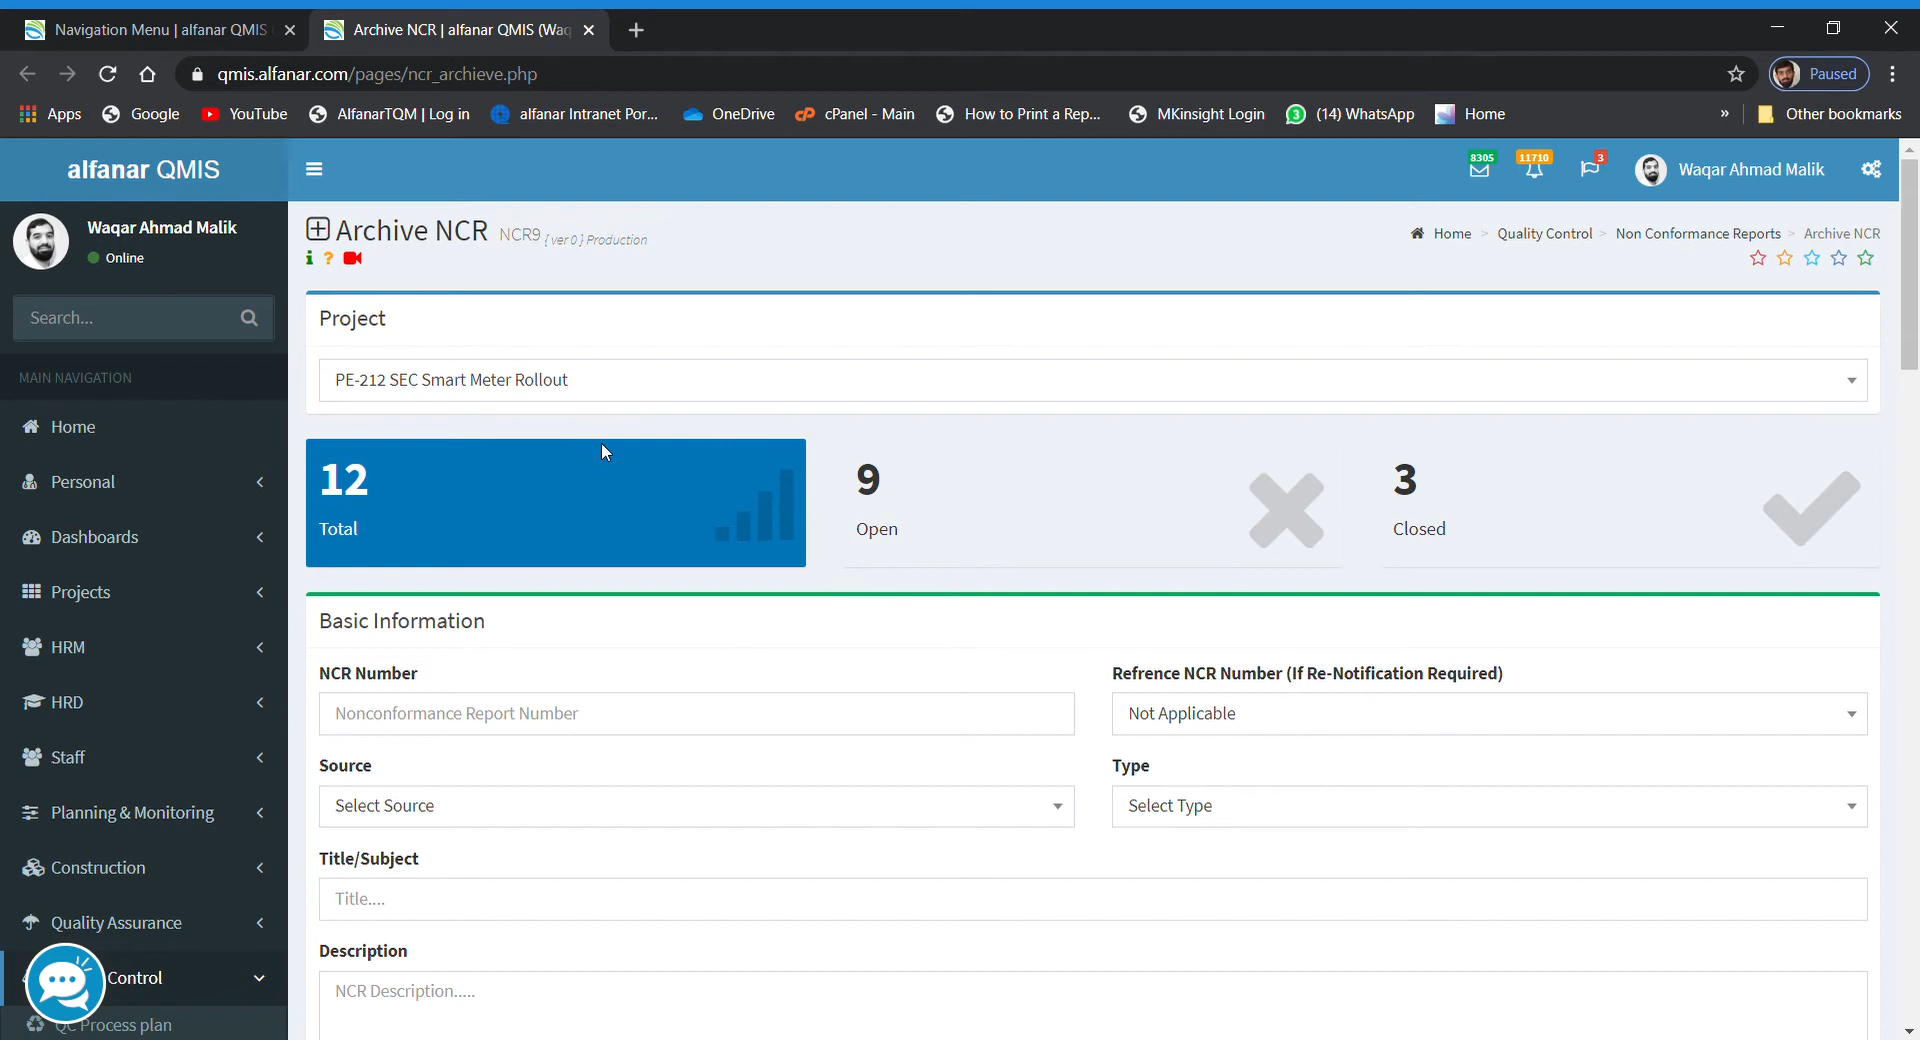 Navigation Menu | alfanar QMIS
Archive NCR | alfanar QMIS (Waq
qmis.alfanar.com/pages/ncr_archieve.php
Paused
Apps
Google
YouTube
AlfanarTQM | Log in
alfanar Intranet Por...
OneDrive
cP cPanel - Main
How to Print a Rep...
MKinsight Login
3 (14) WhatsApp
Home
»
Other bookmarks
alfanar QMIS
8305
11710
3
Waqar Ahmad Malik
Waqar Ahmad Malik
Online
Search...
MAIN NAVIGATION
Home
Personal
Dashboards
Projects
HRM
HRD
Staff
Planning & Monitoring
Construction
Quality Assurance
Control
QC Process plan
Archive NCR NCR9 { ver 0 } Production
i ?
Home > Quality Control > Non Conformance Reports > Archive NCR
Project
PE-212 SEC Smart Meter Rollout
12
Total
9
Open
3
Closed
Basic Information
NCR Number
Nonconformance Report Number
Refrence NCR Number (If Re-Notification Required)
Not Applicable
Source
Select Source
Type
Select Type
Title/Subject
Title....
Description
NCR Description.....